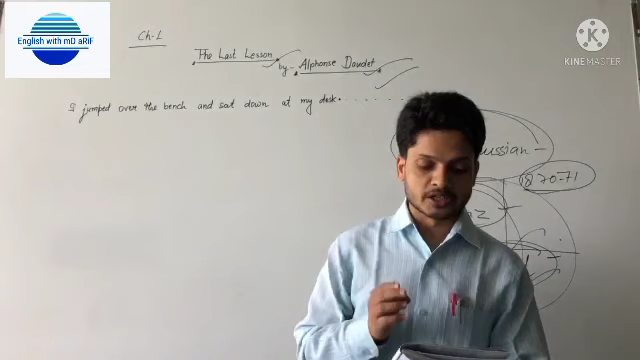 English with mD aRiF
Ch-1
The Last Lesson
by- Alphonse Daudet
I jumped over the bench and sat down at my desk.......
ussian -
1870-71
K
KINEMASTER